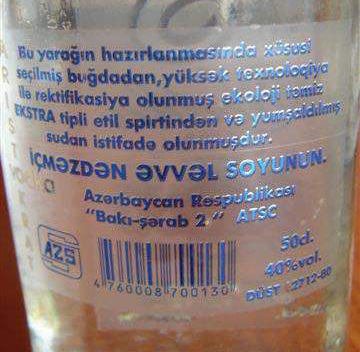 Bu yarağın hazırlanmasında xüsusi
seçilmiş buğdadan, yüksək texnoloqiya
ilə rektifikasiya olunmuş ekoloji təmiz
EKSTRA tipli etil spirtindən və yumşaldılmış
sudan istifadə olunmuşdur.
İÇMƏZDƏN ƏVVƏL SOYUNUN.
vodka
Azərbaycan Respublikası
"Bakı-şərab 2." ATSC
AZS
50cl.
40%vol.
4 760008 700130
DÜST 12712-80